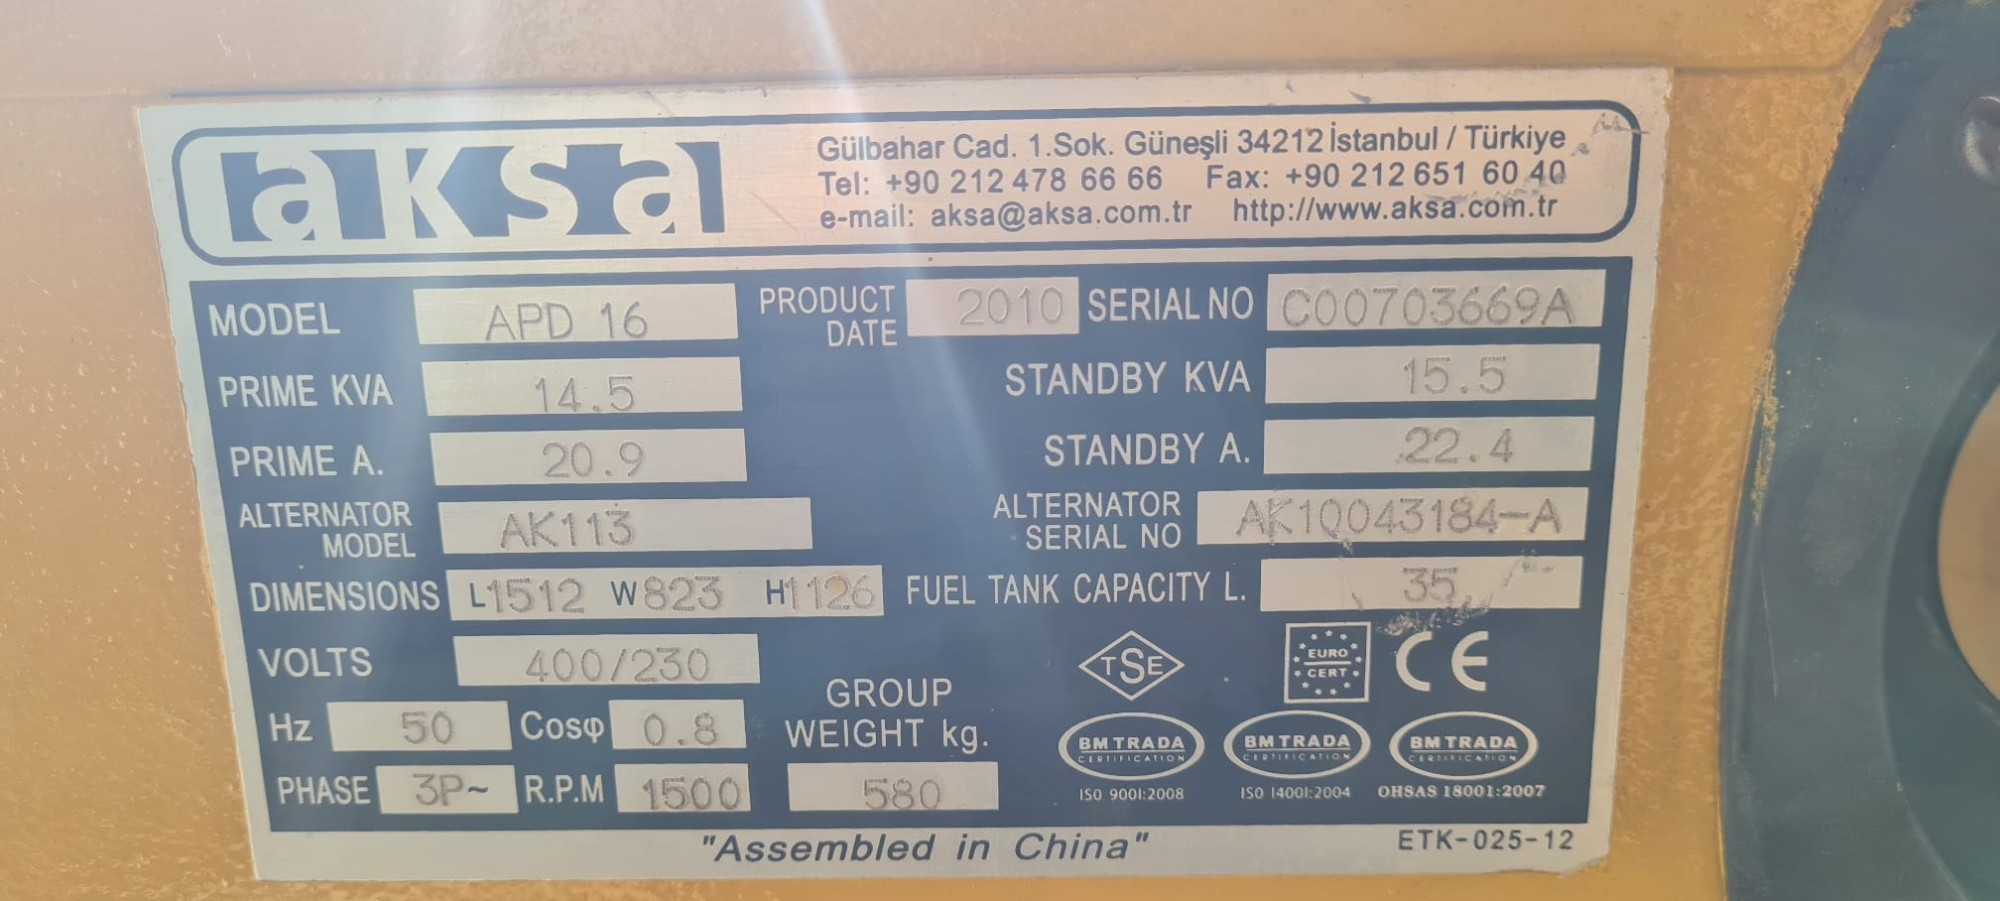 aksa
Gülbahar Cad. 1.Sok. Güneşli 34212 İstanbul / Türkiye
Tel: +90 212 478 66 66 Fax: +90 212 651 60 40
e-mail: aksa@aksa.com.tr http://www.aksa.com.tr
MODEL APD 16 PRODUCT DATE 2010 SERIAL NO C00703669A
PRIME KVA 14.5 STANDBY KVA 15.5
PRIME A. 20.9 STANDBY A. 22.4
ALTERNATOR MODEL AK113 ALTERNATOR SERIAL NO AK10043184-A
DIMENSIONS L1512 W823 H1126 FUEL TANK CAPACITY L. 35
VOLTS 400/230
Hz 50 Cosφ 0.8
PHASE 3P~ R.P.M 1500
GROUP
WEIGHT kg.
580
TSE EURO CERT CE
BM TRADA BM TRADA BM TRADA
CERTIFICATION CERTIFICATION CERTIFICATION
ISO 9001:2008 ISO 14001:2004 OHSAS 18001:2007
"Assembled in China" ETK-025-12